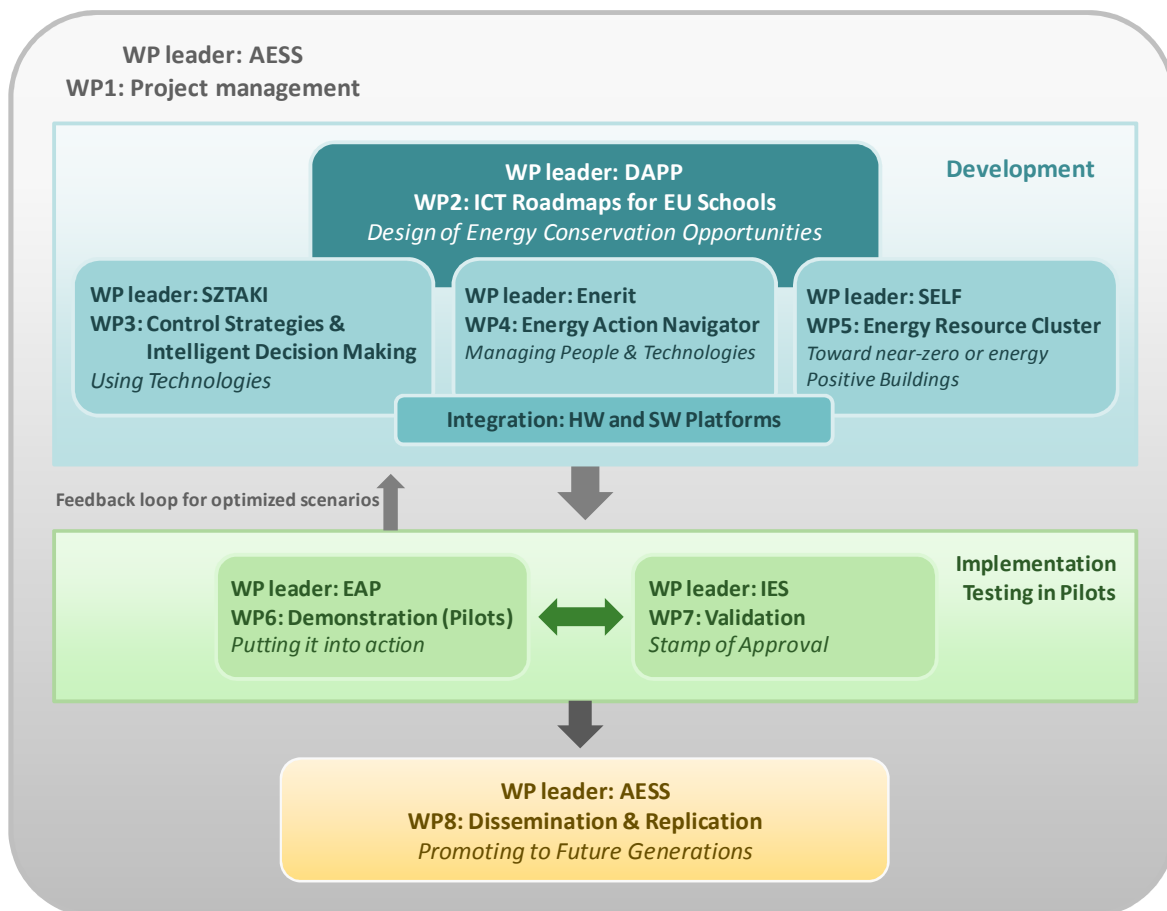 WP leader: AESS
WP1: Project management
Development
WP leader: DAPP
WP2: ICT Roadmaps for EU Schools
Design of Energy Conservation Opportunities
WP leader: SZTAKI
WP3: Control Strategies &
Intelligent Decision Making
Using Technologies
WP leader: Enerit
WP4: Energy Action Navigator
Managing People & Technologies
WP leader: SELF
WP5: Energy Resource Cluster
Toward near-zero or energy
Positive Buildings
Integration: HW and SW Platforms
Feedback loop for optimized scenarios
Implementation
Testing in Pilots
WP leader: EAP
WP6: Demonstration (Pilots)
Putting it into action
WP leader: IES
WP7: Validation
Stamp of Approval
WP leader: AESS
WP8: Dissemination & Replication
Promoting to Future Generations